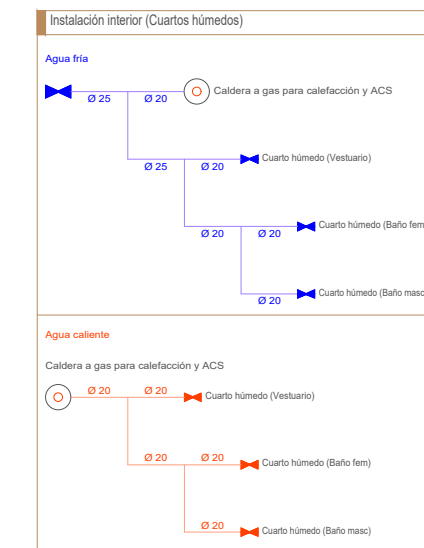 Instalación interior (Cuartos húmedos)
Agua fría
Ø 25
Ø 20
Caldera a gas para calefacción y ACS
Ø 25
Ø 20
Cuarto húmedo (Vestuario)
Ø 20
Ø 20
Cuarto húmedo (Baño fem
Ø 20
Cuarto húmedo (Baño masc
Agua caliente
Caldera a gas para calefacción y ACS
Ø 20
Ø 20
Cuarto húmedo (Vestuario)
Ø 20
Ø 20
Cuarto húmedo (Baño fem)
Ø 20
Cuarto húmedo (Baño masc)